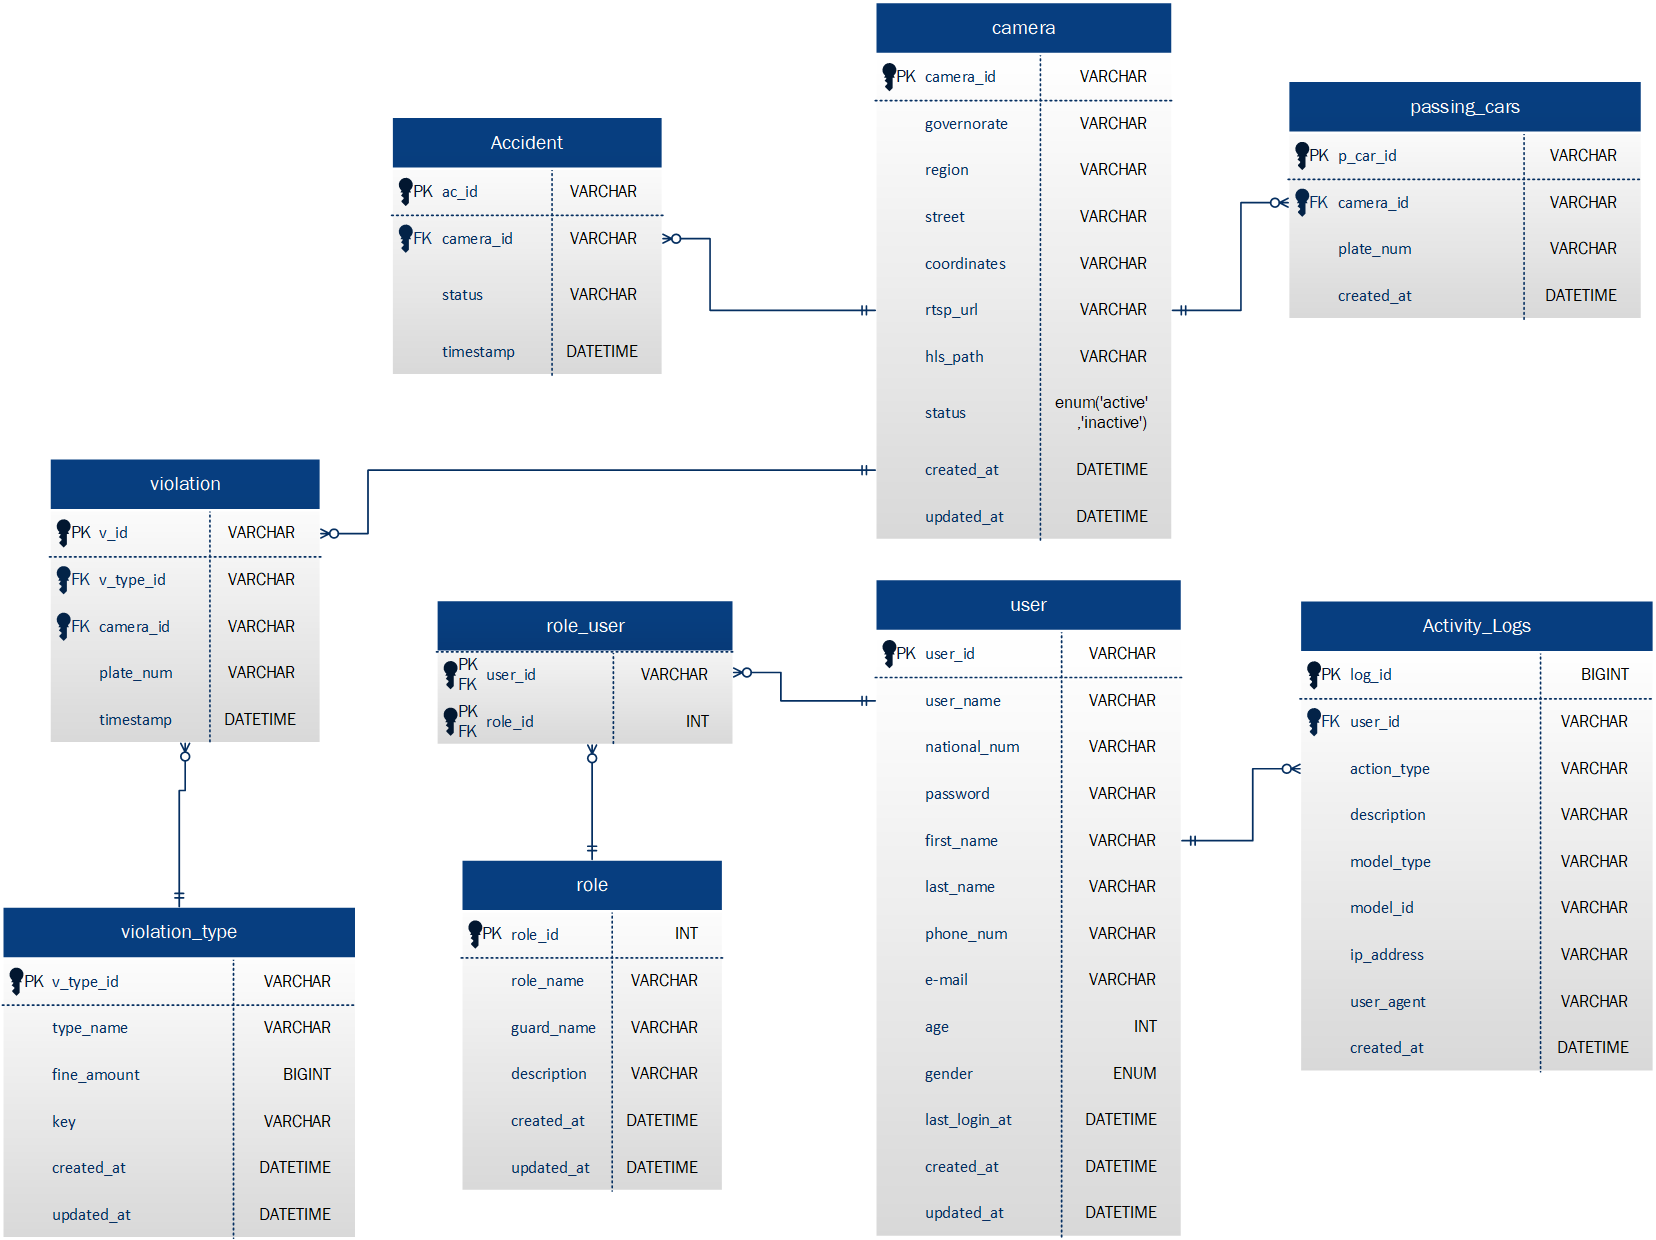 camera
PK camera_id VARCHAR
governorate VARCHAR
region VARCHAR
street VARCHAR
coordinates VARCHAR
rtsp_url VARCHAR
hls_path VARCHAR
status enum('active'
,'inactive')
created_at DATETIME
updated_at DATETIME
passing_cars
PK p_car_id VARCHAR
FK camera_id VARCHAR
plate_num VARCHAR
created_at DATETIME
Accident
PK ac_id VARCHAR
FK camera_id VARCHAR
status VARCHAR
timestamp DATETIME
violation
PK v_id VARCHAR
FK v_type_id VARCHAR
FK camera_id VARCHAR
plate_num VARCHAR
timestamp DATETIME
role_user
PK
FK user_id VARCHAR
PK
FK role_id INT
user
PK user_id VARCHAR
user_name VARCHAR
national_num VARCHAR
password VARCHAR
first_name VARCHAR
last_name VARCHAR
phone_num VARCHAR
e-mail VARCHAR
age INT
gender ENUM
last_login_at DATETIME
created_at DATETIME
updated_at DATETIME
Activity_Logs
PK log_id BIGINT
FK user_id VARCHAR
action_type VARCHAR
description VARCHAR
model_type VARCHAR
model_id VARCHAR
ip_address VARCHAR
user_agent VARCHAR
created_at DATETIME
role
PK role_id INT
role_name VARCHAR
guard_name VARCHAR
description VARCHAR
created_at DATETIME
updated_at DATETIME
violation_type
PK v_type_id VARCHAR
type_name VARCHAR
fine_amount BIGINT
key VARCHAR
created_at DATETIME
updated_at DATETIME